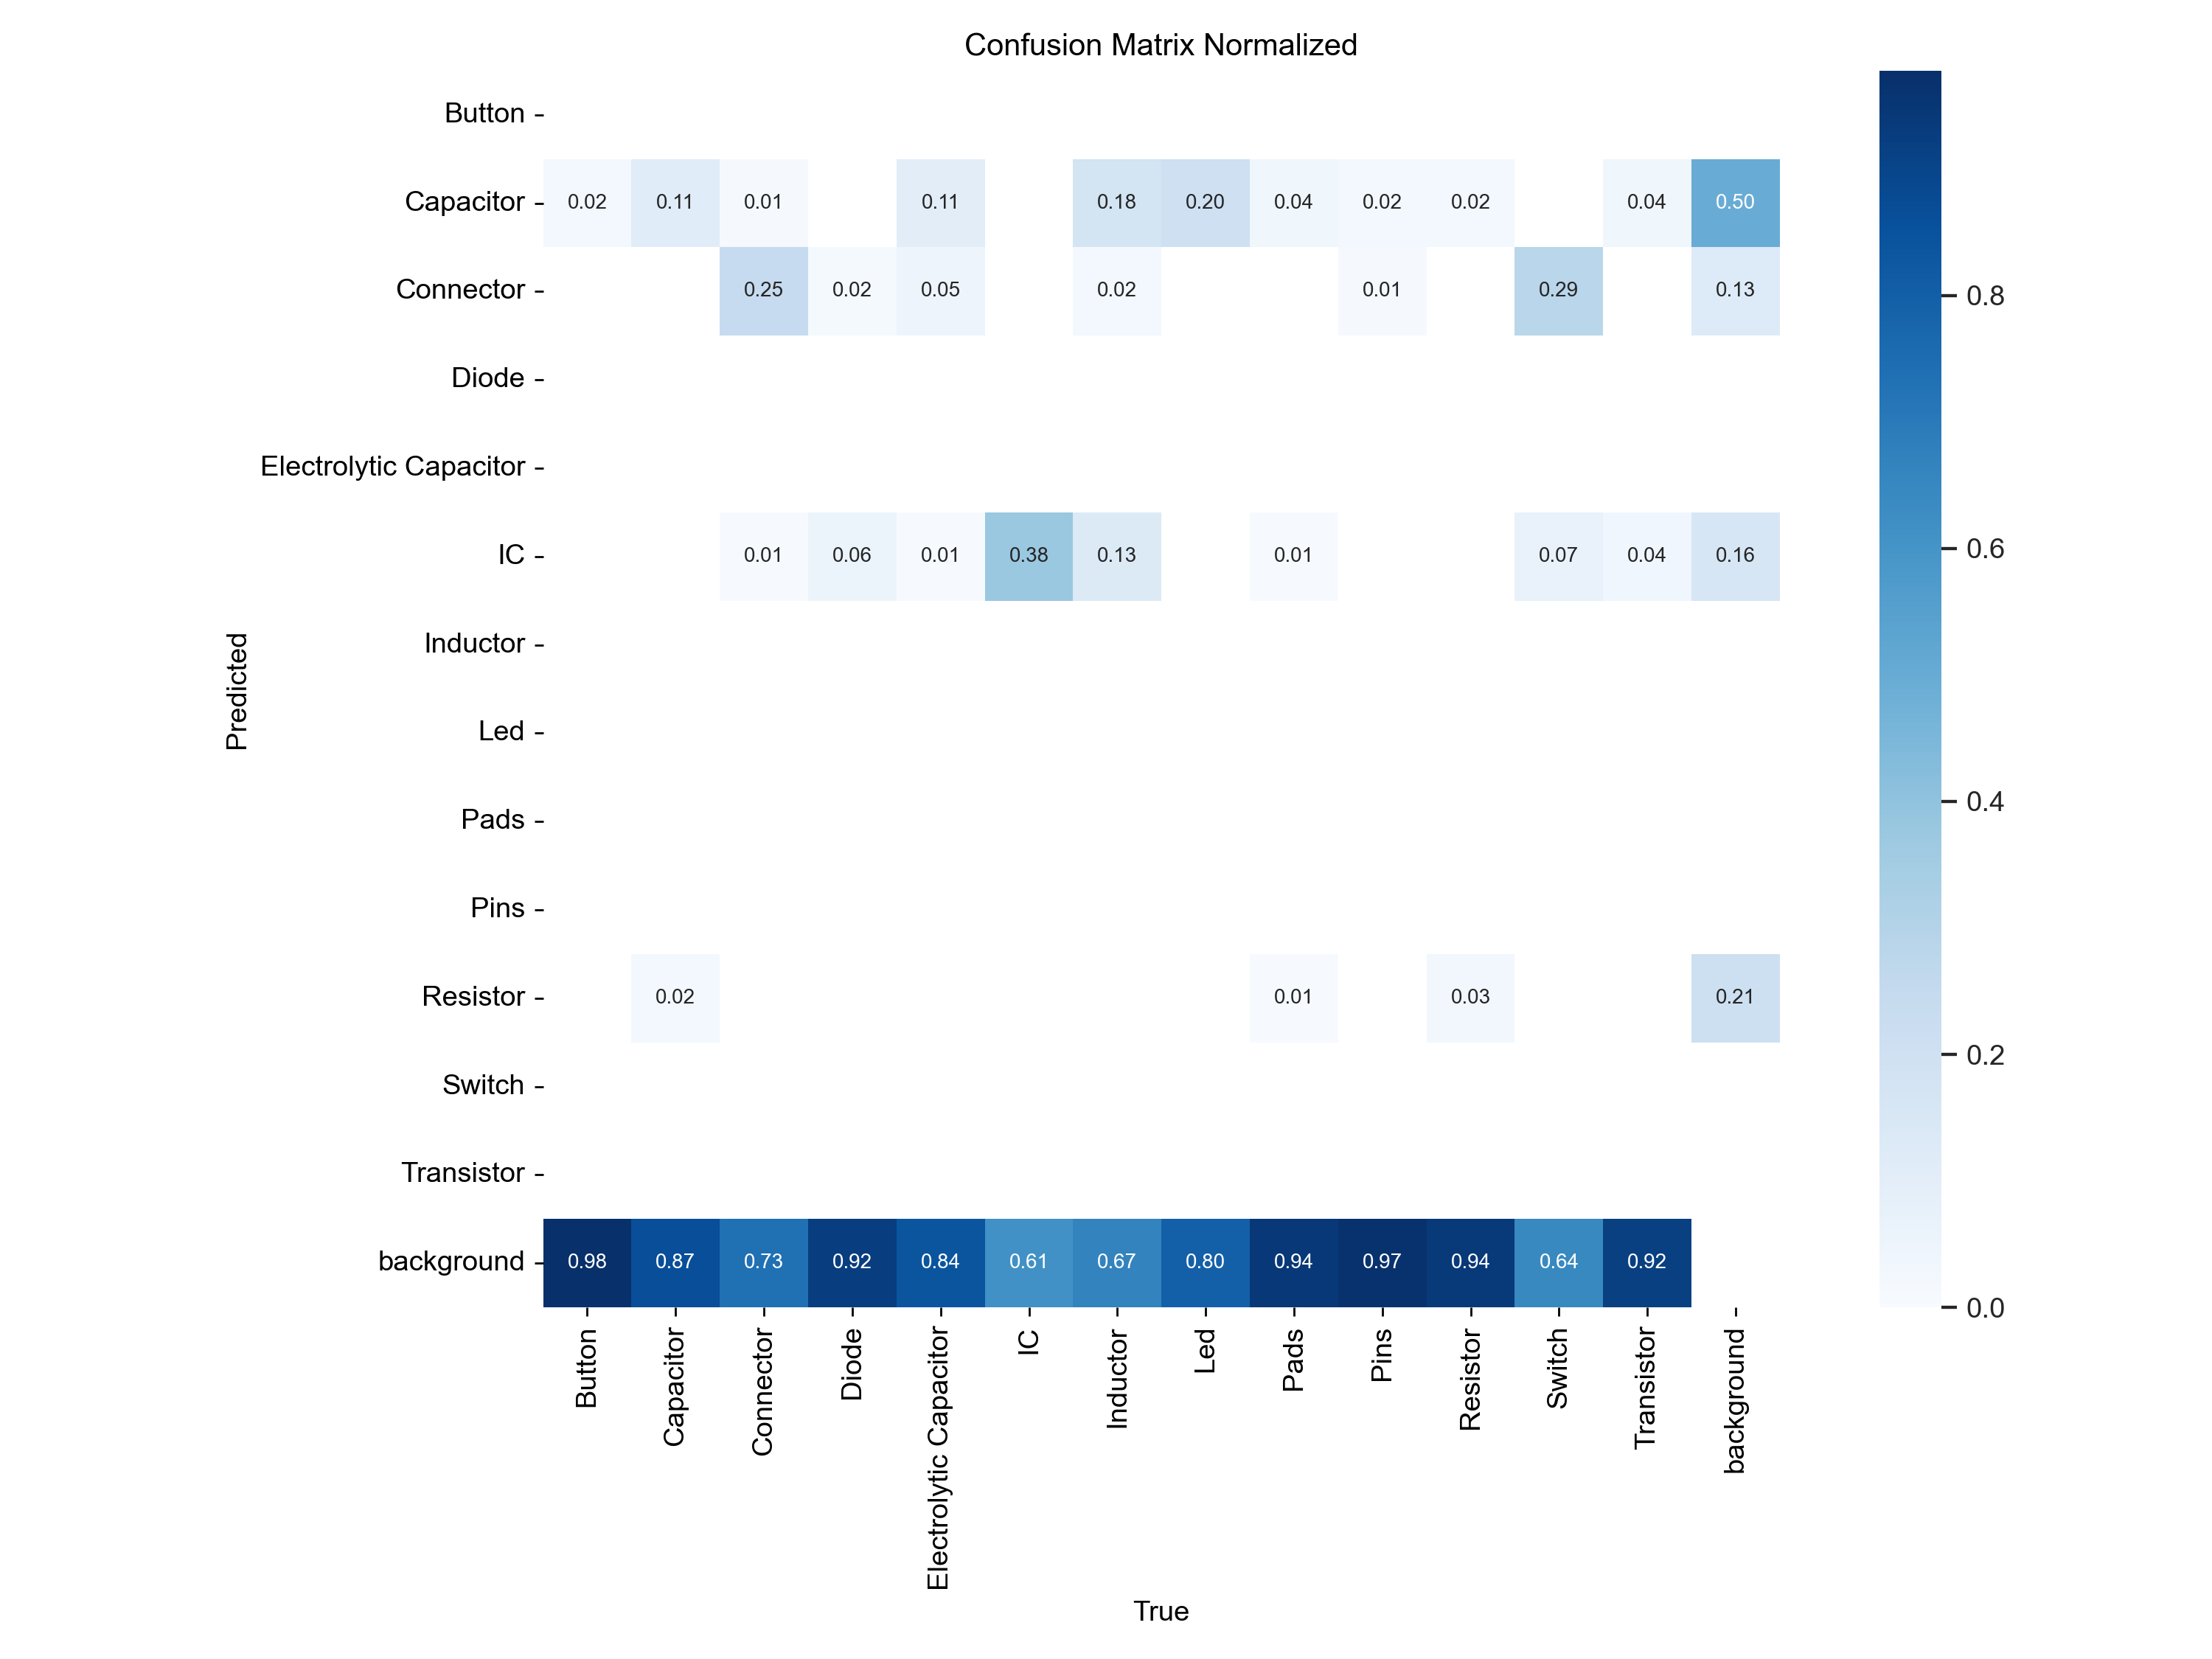 Confusion Matrix Normalized
Button
Capacitor
0.02 0.11 0.01 0.11 0.18 0.20 0.04 0.02 0.02 0.04 0.50
Connector
0.25 0.02 0.05 0.02 0.01 0.29 0.13
Diode
Electrolytic Capacitor
IC
0.01 0.06 0.01 0.38 0.13 0.01 0.07 0.04 0.16
Inductor
Led
Pads
Pins
Resistor
0.02 0.01 0.03 0.21
Switch
Transistor
background
0.98 0.87 0.73 0.92 0.84 0.61 0.67 0.80 0.94 0.97 0.94 0.64 0.92
Predicted
Button
Capacitor
Connector
Diode
Electrolytic Capacitor
IC
Inductor
Led
Pads
Pins
Resistor
Switch
Transistor
background
True
0.8
0.6
0.4
0.2
0.0